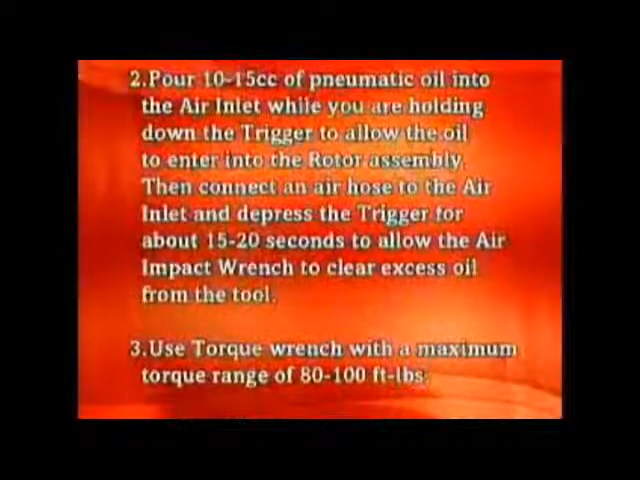 2.Pour 10-15cc of pneumatic oil into
the Air Inlet while you are holding
down the Trigger to allow the oil
to enter into the Rotor assembly.
Then connect an air hose to the Air
Inlet and depress the Trigger for
about 15-20 seconds to allow the Air
Impact Wrench to clear excess oil
from the tool.
3.Use Torque wrench with a maximum
torque range of 80-100 ft-lbs.